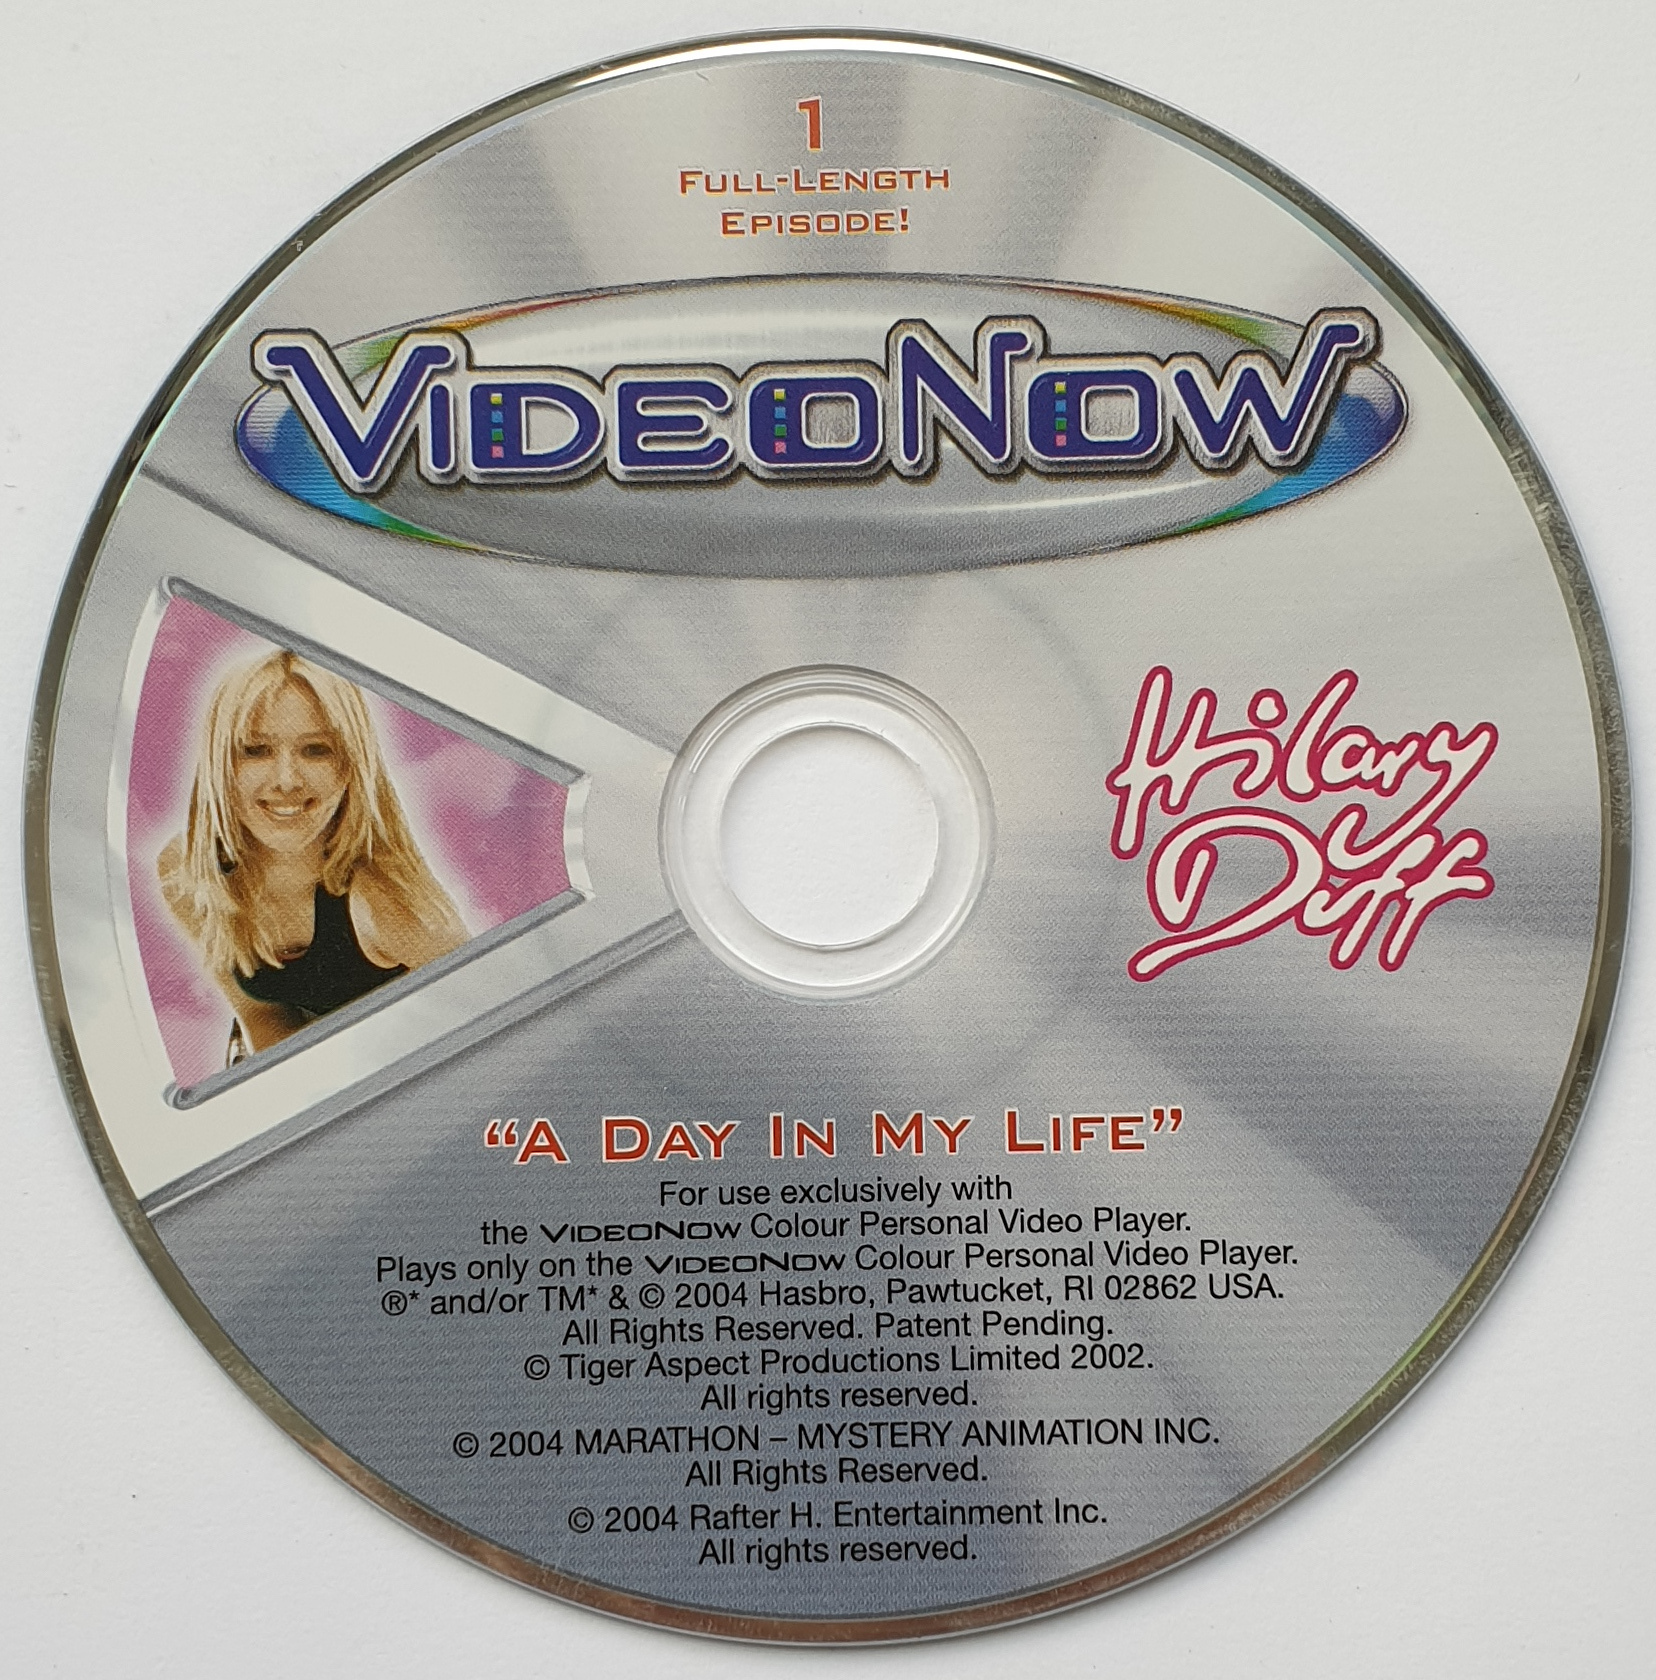 1
FULL-LENGTH
EPISODE!
VIDEONOW
Hilary
Duff
“A DAY IN MY LIFE”
For use exclusively with
the VIDEONOW Colour Personal Video Player.
Plays only on the VIDEONOW Colour Personal Video Player.
®* and/or TM* & © 2004 Hasbro, Pawtucket, RI 02862 USA.
All Rights Reserved. Patent Pending.
© Tiger Aspect Productions Limited 2002.
All rights reserved.
© 2004 MARATHON – MYSTERY ANIMATION INC.
All Rights Reserved.
© 2004 Rafter H. Entertainment Inc.
All rights reserved.